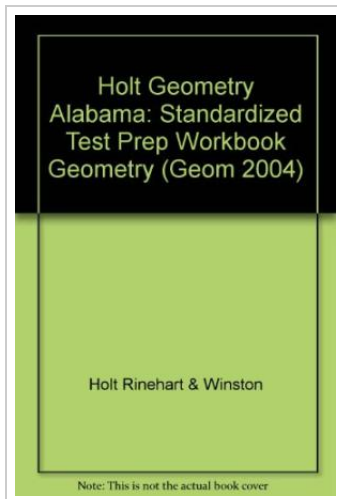 Holt Geometry
Alabama: Standardized
Test Prep Workbook
Geometry (Geom 2004)
Holt Rinehart & Winston
Note: This is not the actual book cover